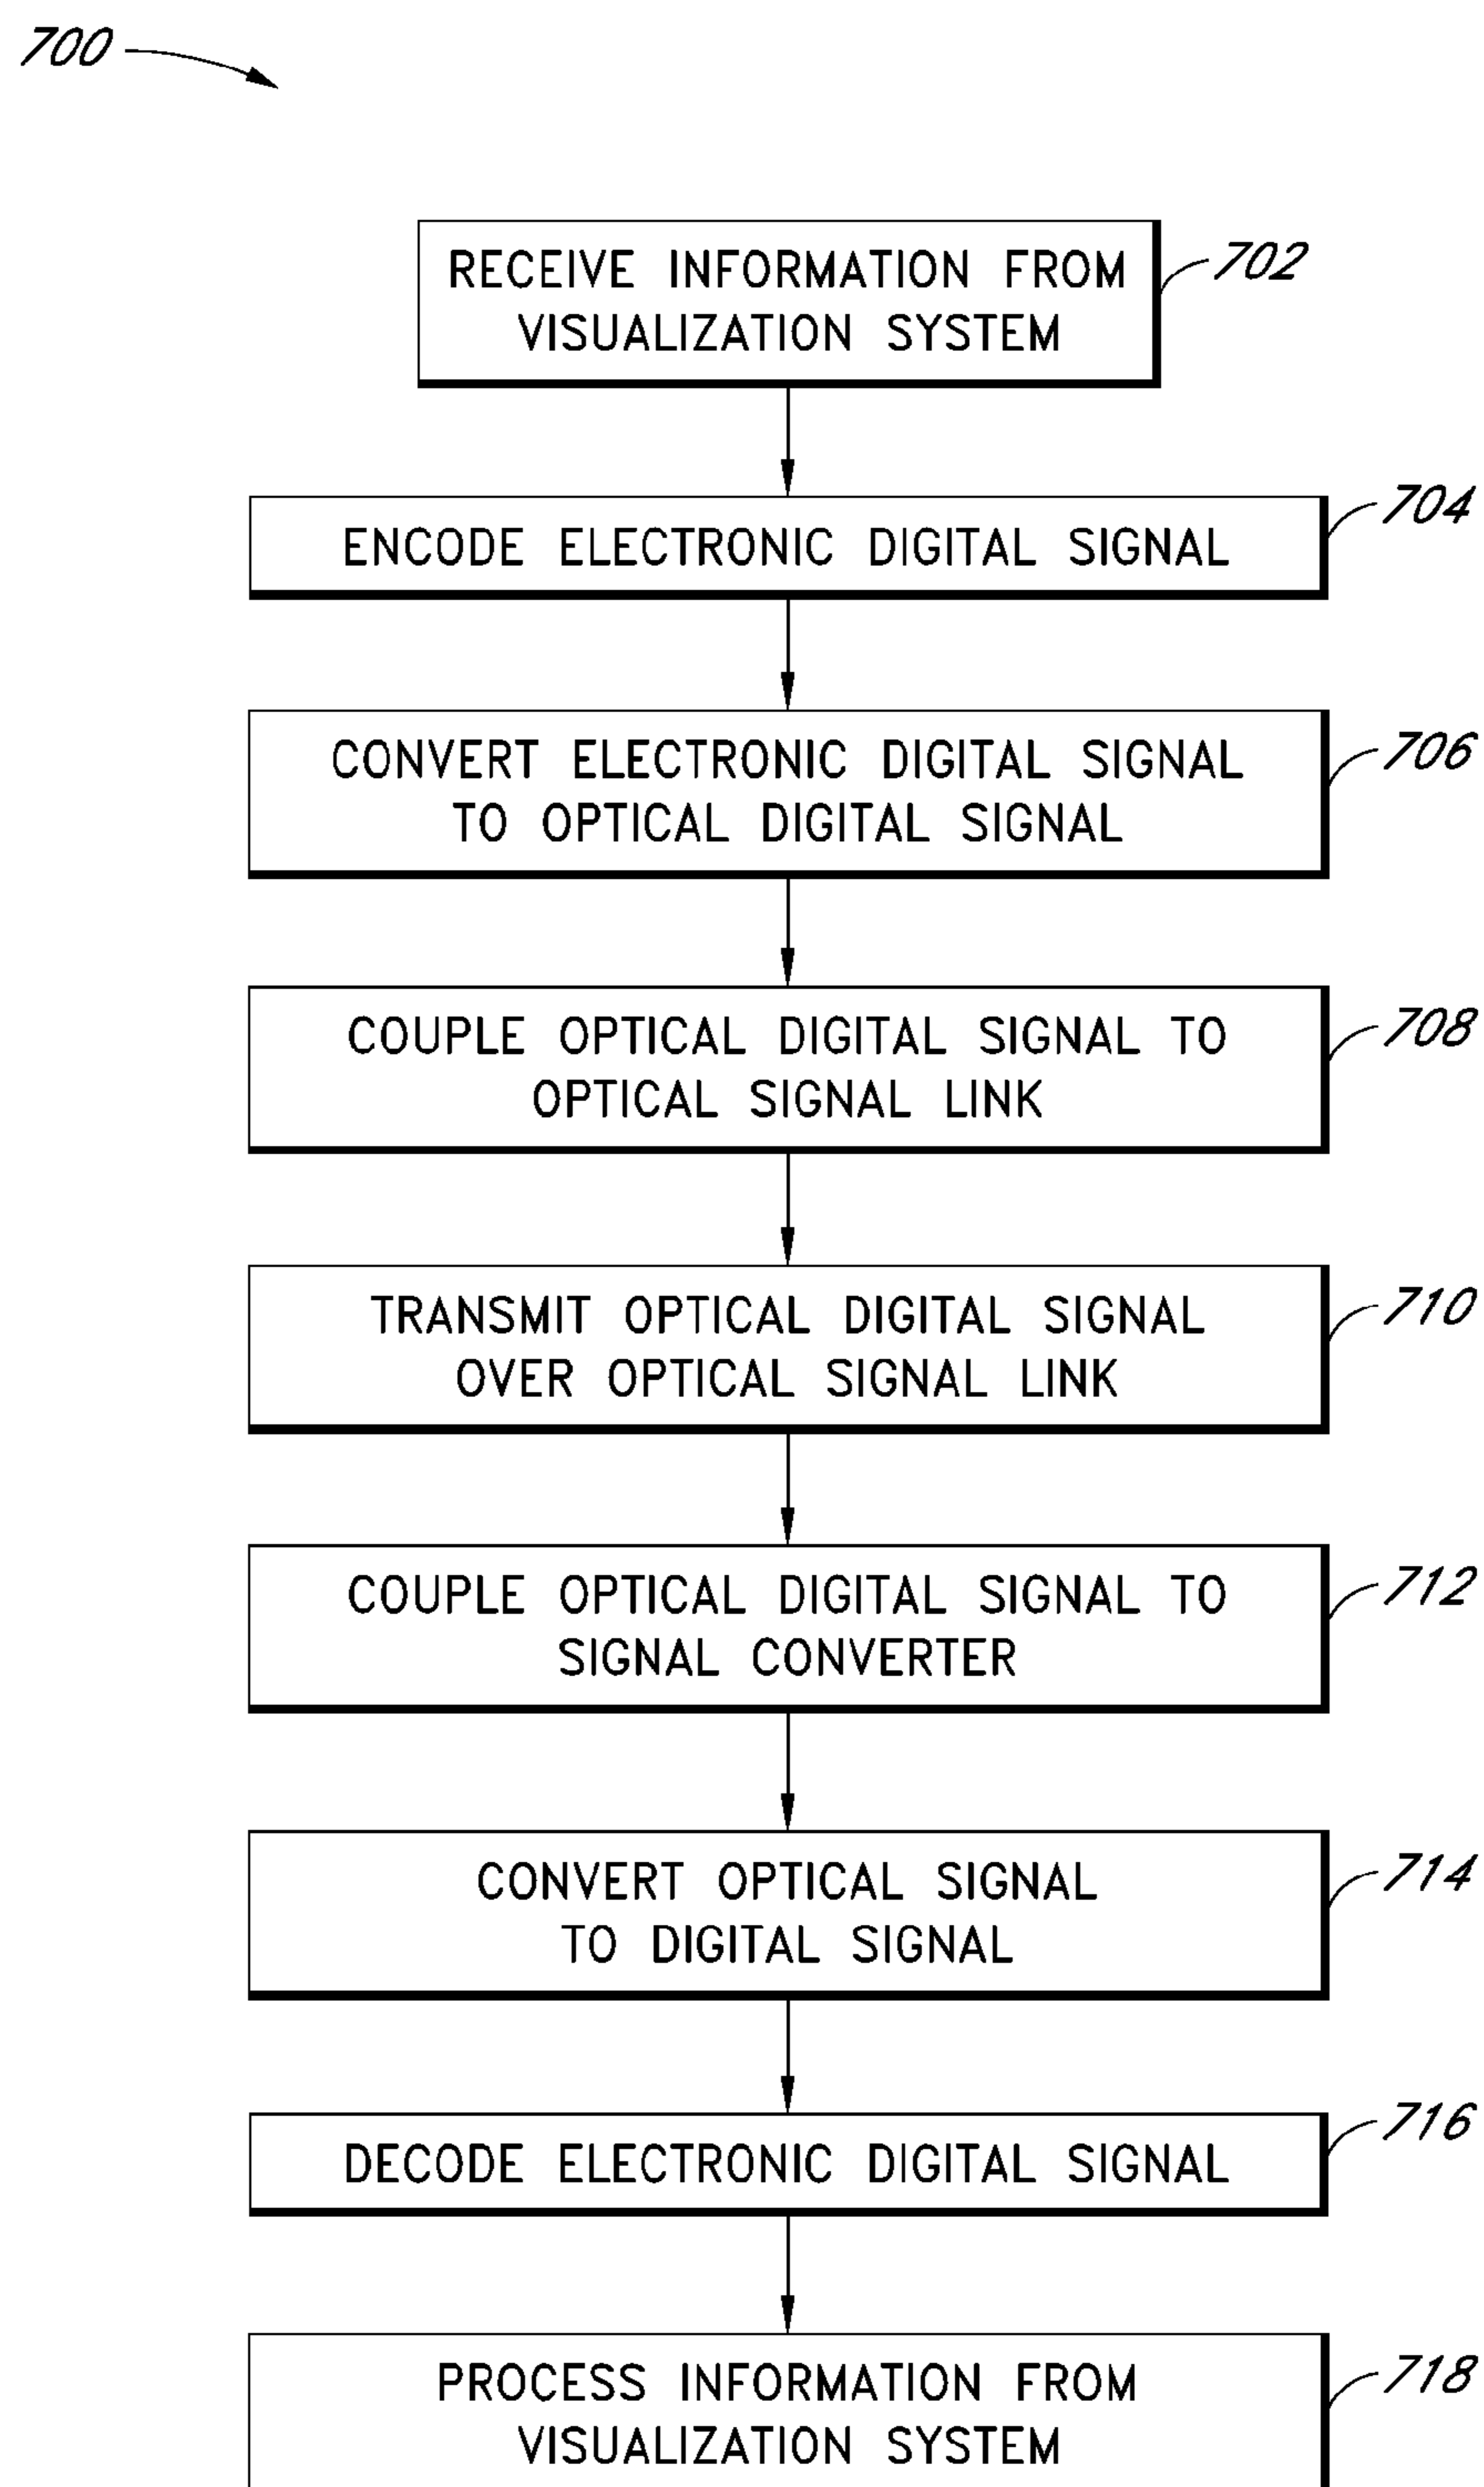 700
RECEIVE INFORMATION FROM
VISUALIZATION SYSTEM
702
ENCODE ELECTRONIC DIGITAL SIGNAL
704
CONVERT ELECTRONIC DIGITAL SIGNAL
TO OPTICAL DIGITAL SIGNAL
706
COUPLE OPTICAL DIGITAL SIGNAL TO
OPTICAL SIGNAL LINK
708
TRANSMIT OPTICAL DIGITAL SIGNAL
OVER OPTICAL SIGNAL LINK
710
COUPLE OPTICAL DIGITAL SIGNAL TO
SIGNAL CONVERTER
712
CONVERT OPTICAL SIGNAL
TO DIGITAL SIGNAL
714
DECODE ELECTRONIC DIGITAL SIGNAL
716
PROCESS INFORMATION FROM
VISUALIZATION SYSTEM
718